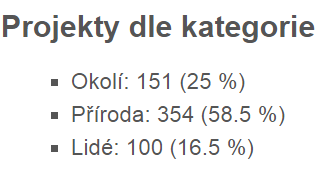 Projekty dle kategorie
Okolí: 151 (25 %)
Příroda: 354 (58.5 %)
Lidé: 100 (16.5 %)